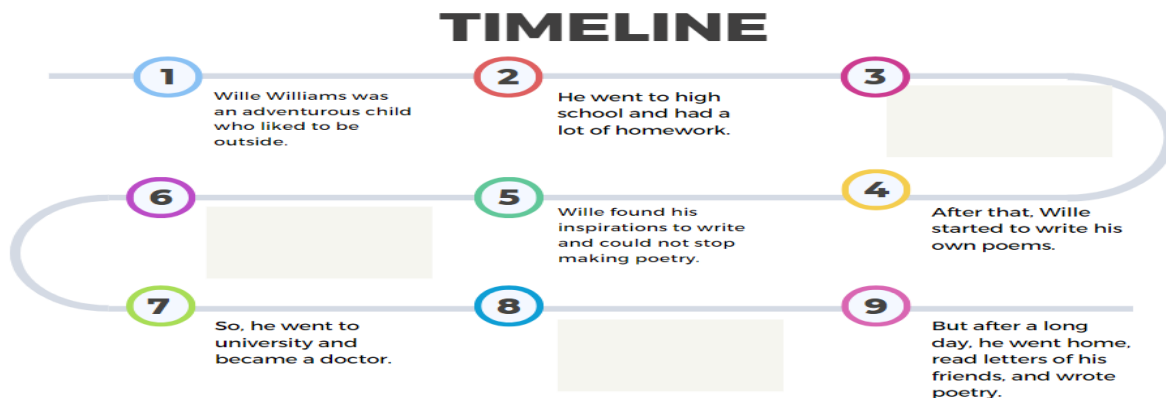 TIMELINE
1
2
3
Wille Williams was
an adventurous child
who liked to be
outside.
He went to high
school and had a
lot of homework.
4
After that, Wille
started to write his
own poems.
5
Wille found his
inspirations to write
and could not stop
making poetry.
6
7
So, he went to
university and
became a doctor.
8
9
But after a long
day, he went home,
read letters of his
friends, and wrote
poetry.